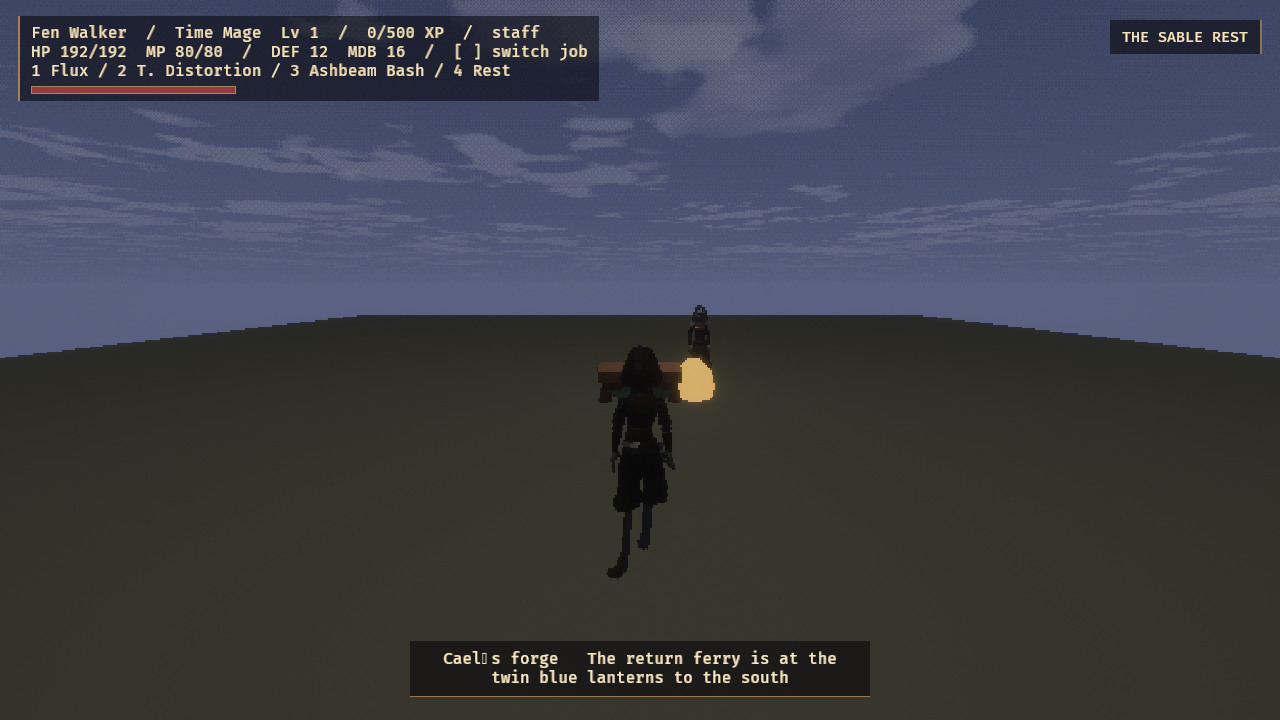 Fen Walker / Time Mage Lv 1 / 0/500 XP / staff
HP 192/192 MP 80/80 / DEF 12 MDB 16 / [ ] switch job
1 Flux / 2 T. Distortion / 3 Ashbeam Bash / 4 Rest
THE SABLE REST
Cael▯s forge The return ferry is at the
twin blue lanterns to the south